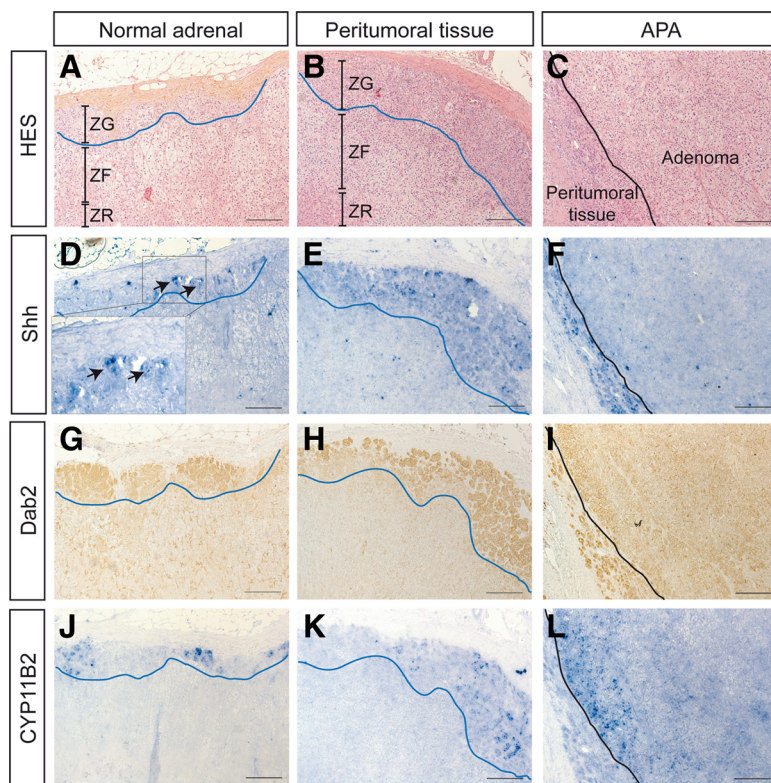 Normal adrenal
Peritumoral tissue
APA
HES
A
ZG
ZF
ZR
B
ZG
ZF
ZR
C
Adenoma
Peritumoral
tissue
Shh
D
E
F
Dab2
G
H
I
CYP11B2
J
K
L